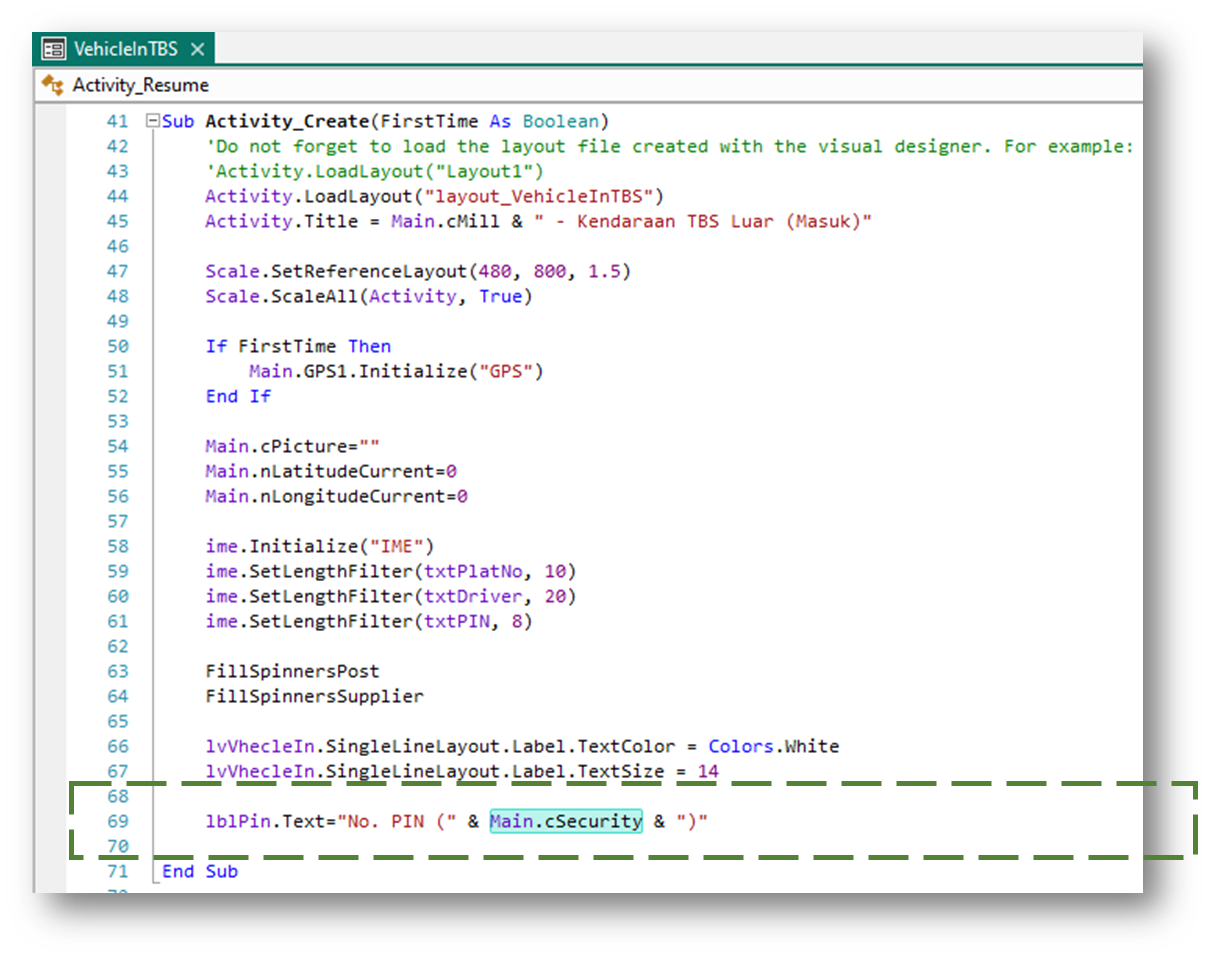 VehicleInTBS
Activity_Resume
41 Sub Activity_Create(FirstTime As Boolean)
42 'Do not forget to load the layout file created with the visual designer. For example:
43 'Activity.LoadLayout("Layout1")
44 Activity.LoadLayout("layout_VehicleInTBS")
45 Activity.Title = Main.cMill & " - Kendaraan TBS Luar (Masuk)"
46
47 Scale.SetReferenceLayout(480, 800, 1.5)
48 Scale.ScaleAll(Activity, True)
49
50 If FirstTime Then
51 Main.GPS1.Initialize("GPS")
52 End If
53
54 Main.cPicture=""
55 Main.nLatitudeCurrent=0
56 Main.nLongitudeCurrent=0
57
58 ime.Initialize("IME")
59 ime.SetLengthFilter(txtPlatNo, 10)
60 ime.SetLengthFilter(txtDriver, 20)
61 ime.SetLengthFilter(txtPIN, 8)
62
63 FillSpinnersPost
64 FillSpinnersSupplier
65
66 lvVhecleIn.SingleLineLayout.Label.TextColor = Colors.White
67 lvVhecleIn.SingleLineLayout.Label.TextSize = 14
68
69 lblPin.Text="No. PIN (" & Main.cSecurity & ")"
70
71 End Sub